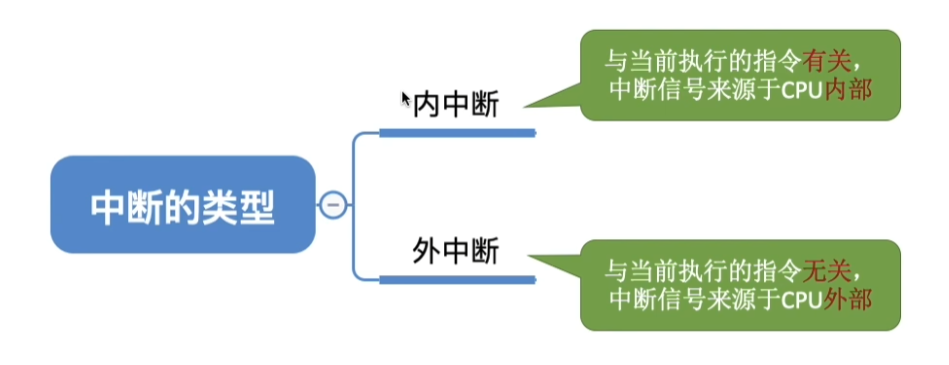 与当前执行的指令有关，
中断信号来源于CPU内部
内中断
中断的类型
外中断
与当前执行的指令无关，
中断信号来源于CPU外部